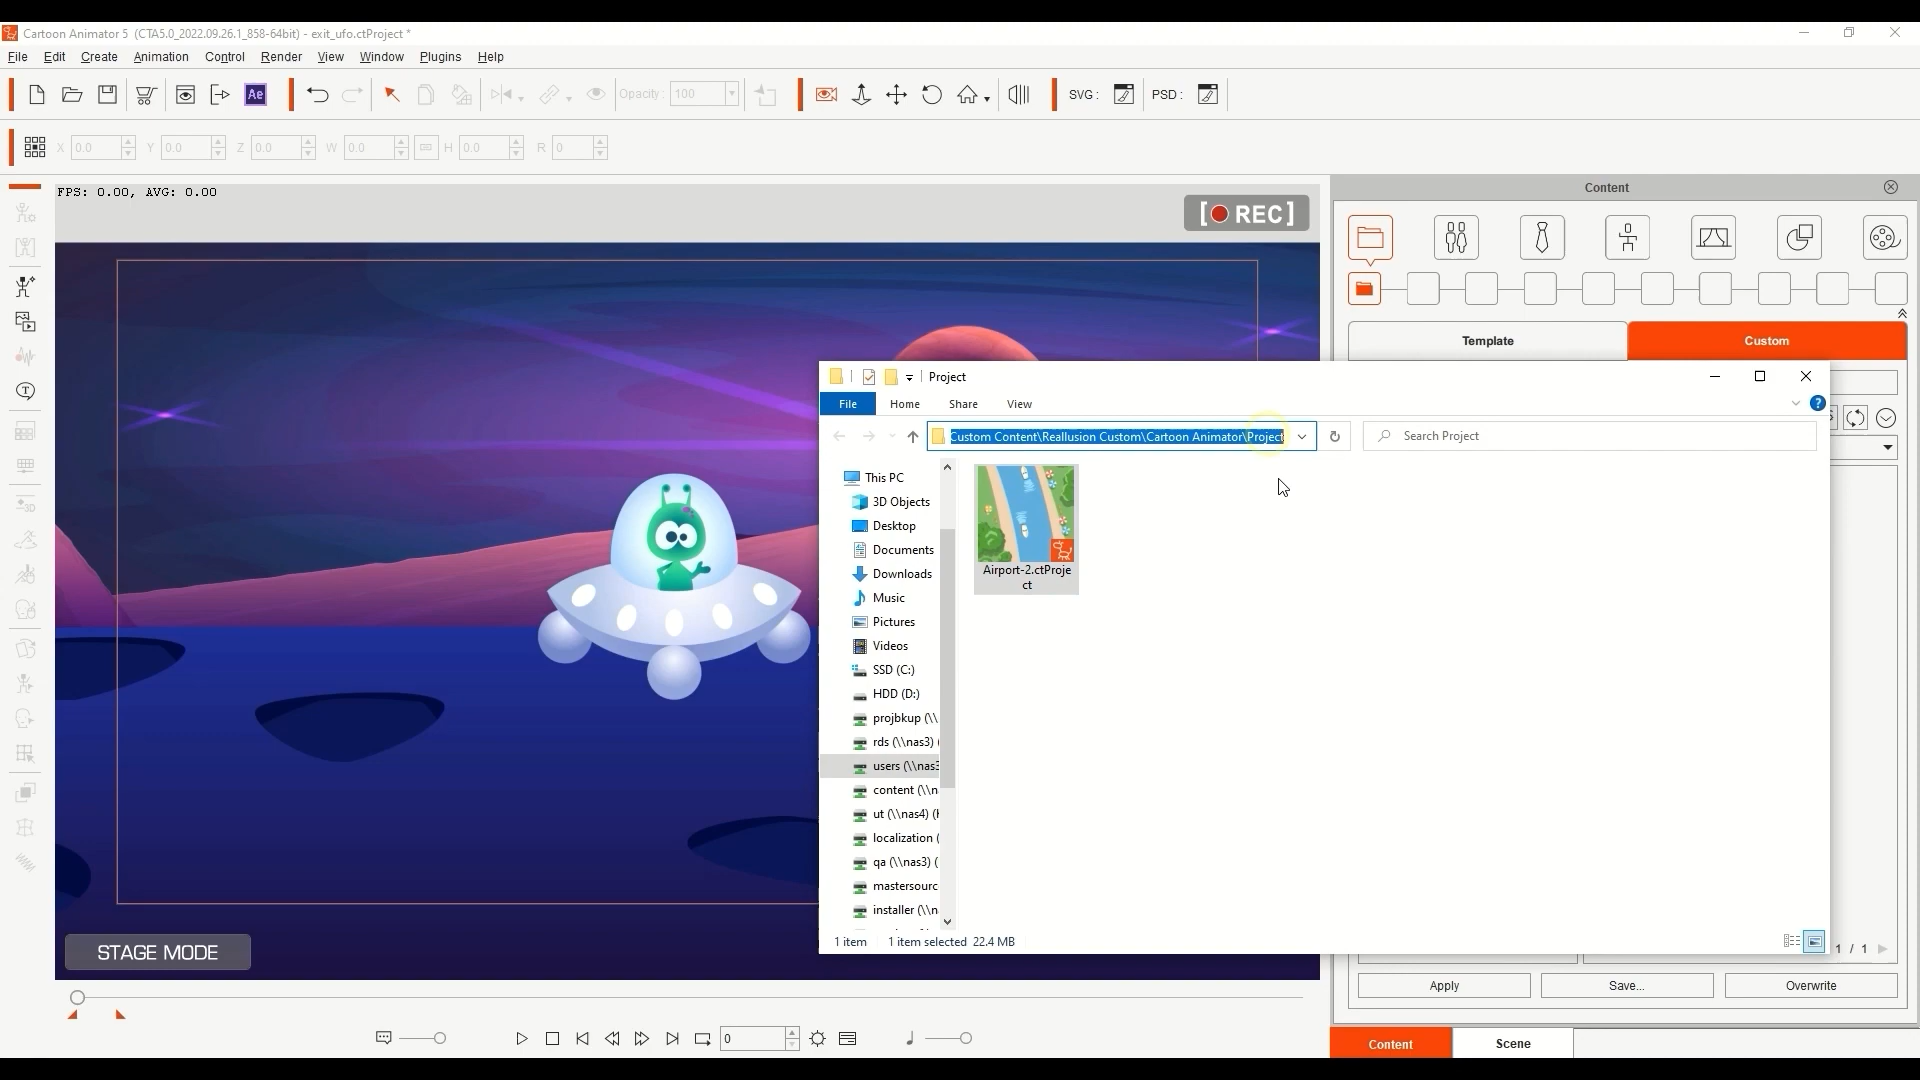 Cartoon Animator 5 (CTA5.0_2022.09.26.1_858-64bit) - exit_ufo.ctProject *
File Edit Create Animation Control Render View Window Plugins Help
Ae Opacity: 100 SVG : PSD :
X 0.0 Y 0.0 Z 0.0 W 0.0 H 0.0 R 0
FPS: 0.00, AVG: 0.00
[ REC ]
Content
Template Custom
Project
File Home Share View
Custom Content\Reallusion Custom\Cartoon Animator\Project
Search Project
This PC
3D Objects
Desktop
Documents
Downloads
Music
Pictures
Videos
SSD (C:)
HDD (D:)
projbkup (\\
rds (\\nas3) (
users (\\nas3
content (\\n
ut (\\nas4) (
localization (
qa (\\nas3) (
mastersourc
installer (\\n
Airport-2.ctProje
ct
1 item 1 item selected 22.4 MB
1 / 1
STAGE MODE
Apply Save... Overwrite
0
Content Scene